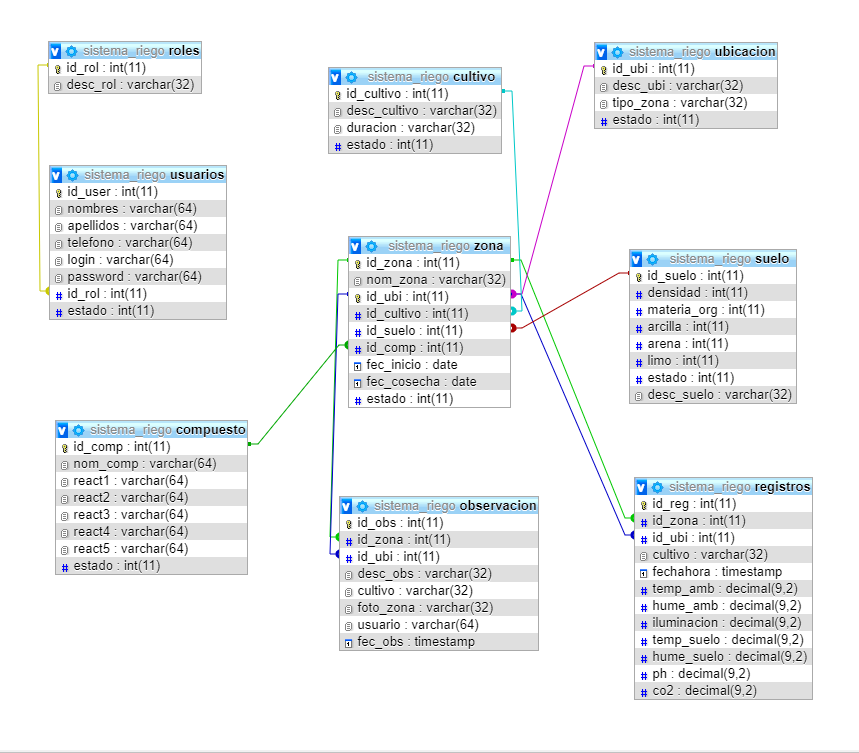 sistema_riego roles
id_rol : int(11)
desc_rol : varchar(32)
sistema_riego cultivo
id_cultivo : int(11)
desc_cultivo : varchar(32)
duracion : varchar(32)
estado : int(11)
sistema_riego ubicacion
id_ubi : int(11)
desc_ubi : varchar(32)
tipo_zona : varchar(32)
estado : int(11)
sistema_riego usuarios
id_user : int(11)
nombres : varchar(64)
apellidos : varchar(64)
telefono : varchar(64)
login : varchar(64)
password : varchar(64)
id_rol : int(11)
estado : int(11)
sistema_riego zona
id_zona : int(11)
nom_zona : varchar(32)
id_ubi : int(11)
id_cultivo : int(11)
id_suelo : int(11)
id_comp : int(11)
fec_inicio : date
fec_cosecha : date
estado : int(11)
sistema_riego suelo
id_suelo : int(11)
densidad : int(11)
materia_org : int(11)
arcilla : int(11)
arena : int(11)
limo : int(11)
estado : int(11)
desc_suelo : varchar(32)
sistema_riego compuesto
id_comp : int(11)
nom_comp : varchar(64)
react1 : varchar(64)
react2 : varchar(64)
react3 : varchar(64)
react4 : varchar(64)
react5 : varchar(64)
estado : int(11)
sistema_riego observacion
id_obs : int(11)
id_zona : int(11)
id_ubi : int(11)
desc_obs : varchar(32)
cultivo : varchar(32)
foto_zona : varchar(32)
usuario : varchar(64)
fec_obs : timestamp
sistema_riego registros
id_reg : int(11)
id_zona : int(11)
id_ubi : int(11)
cultivo : varchar(32)
fechahora : timestamp
temp_amb : decimal(9,2)
hume_amb : decimal(9,2)
iluminacion : decimal(9,2)
temp_suelo : decimal(9,2)
hume_suelo : decimal(9,2)
ph : decimal(9,2)
co2 : decimal(9,2)